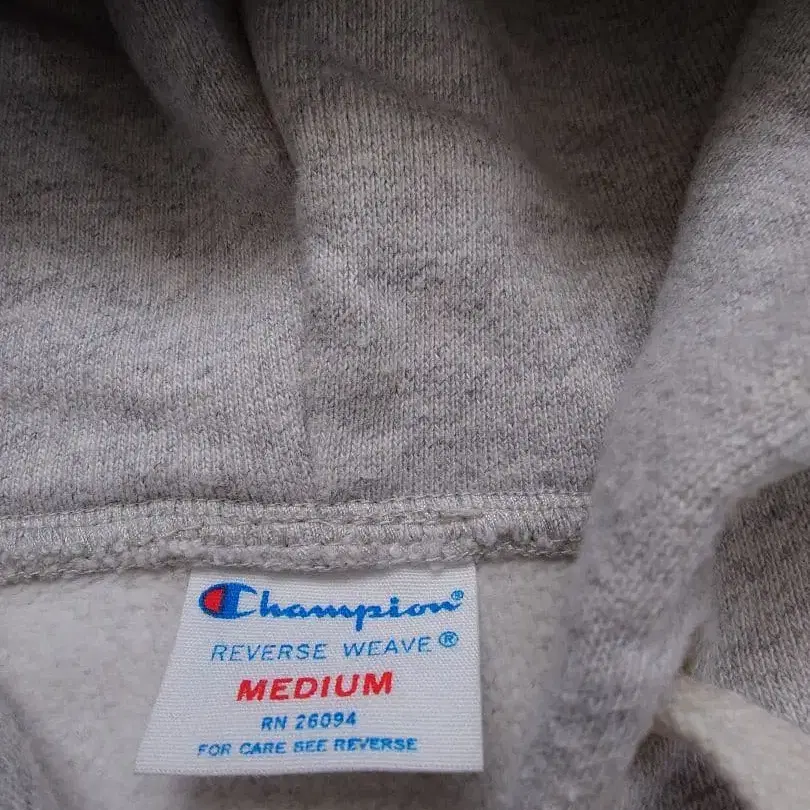 Champion®
REVERSE WEAVE®
MEDIUM
RN 26094
FOR CARE SEE REVERSE